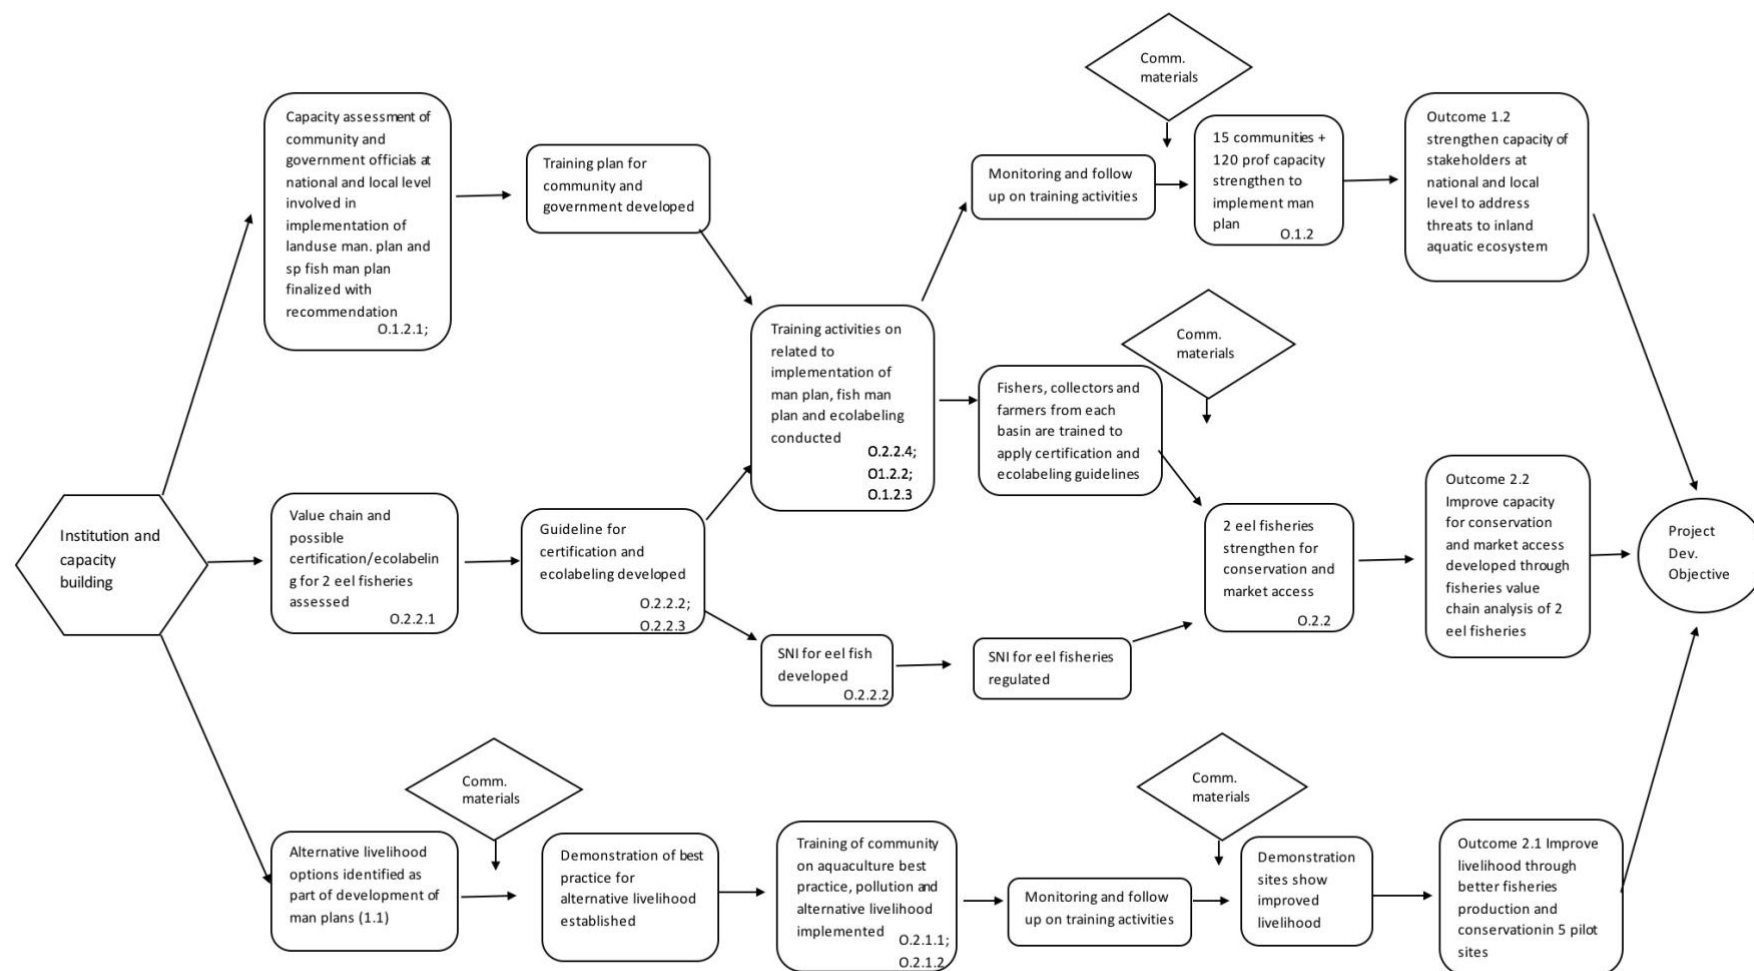 Comm.
materials
Capacity assessment of
community and
government officials at
national and local level
involved in
implementation of
landuse man. plan and
sp fish man plan
finalized with
recommendation
O.1.2.1;
Training plan for
community and
government developed
Monitoring and follow
up on training activities
15 communities +
120 prof capacity
strengthen to
implement man
plan
O.1.2
Outcome 1.2
strengthen capacity of
stakeholders at
national and local
level to address
threats to inland
aquatic ecosystem
Training activities on
related to
implementation of
man plan, fish man
plan and ecolabeling
conducted
O.2.2.4;
O1.2.2;
O.1.2.3
Comm.
materials
Fishers, collectors and
farmers from each
basin are trained to
apply certification and
ecolabeling guidelines
Institution and
capacity
building
Value chain and
possible
certification/ecolabelin
g for 2 eel fisheries
assessed
O.2.2.1
Guideline for
certification and
ecolabeling developed
O.2.2.2;
O.2.2.3
SNI for eel fish
developed
O.2.2.2
SNI for eel fisheries
regulated
2 eel fisheries
strengthen for
conservation and
market access
O.2.2
Outcome 2.2
Improve capacity
for conservation
and market access
developed through
fisheries value
chain analysis of 2
eel fisheries
Project
Dev.
Objective
Comm.
materials
Comm.
materials
Alternative livelihood
options identified as
part of development of
man plans (1.1)
Demonstration of best
practice for
alternative livelihood
established
Training of community
on aquaculture best
practice, pollution and
alternative livelihood
implemented
O.2.1.1;
O.2.1.2
Monitoring and follow
up on training activities
Demonstration
sites show
improved
livelihood
Outcome 2.1 Improve
livelihood through
better fisheries
production and
conservationin 5 pilot
sites